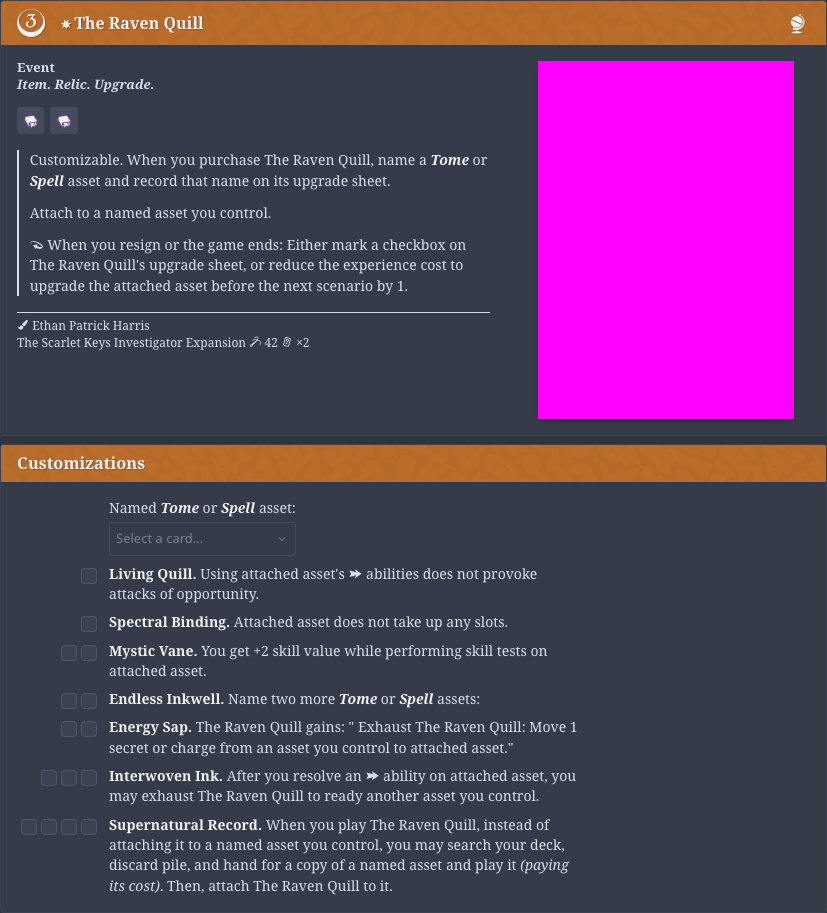 3 The Raven Quill
Event
Item. Relic. Upgrade.
Customizable. When you purchase The Raven Quill, name a Tome or
Spell asset and record that name on its upgrade sheet.
Attach to a named asset you control.
When you resign or the game ends: Either mark a checkbox on
The Raven Quill's upgrade sheet, or reduce the experience cost to
upgrade the attached asset before the next scenario by 1.
Ethan Patrick Harris
The Scarlet Keys Investigator Expansion 42 ×2
Customizations
Named Tome or Spell asset:
Select a card...
Living Quill. Using attached asset's abilities does not provoke
attacks of opportunity.
Spectral Binding. Attached asset does not take up any slots.
Mystic Vane. You get +2 skill value while performing skill tests on
attached asset.
Endless Inkwell. Name two more Tome or Spell assets:
Energy Sap. The Raven Quill gains: " Exhaust The Raven Quill: Move 1
secret or charge from an asset you control to attached asset."
Interwoven Ink. After you resolve an ability on attached asset, you
may exhaust The Raven Quill to ready another asset you control.
Supernatural Record. When you play The Raven Quill, instead of
attaching it to a named asset you control, you may search your deck,
discard pile, and hand for a copy of a named asset and play it (paying
its cost). Then, attach The Raven Quill to it.